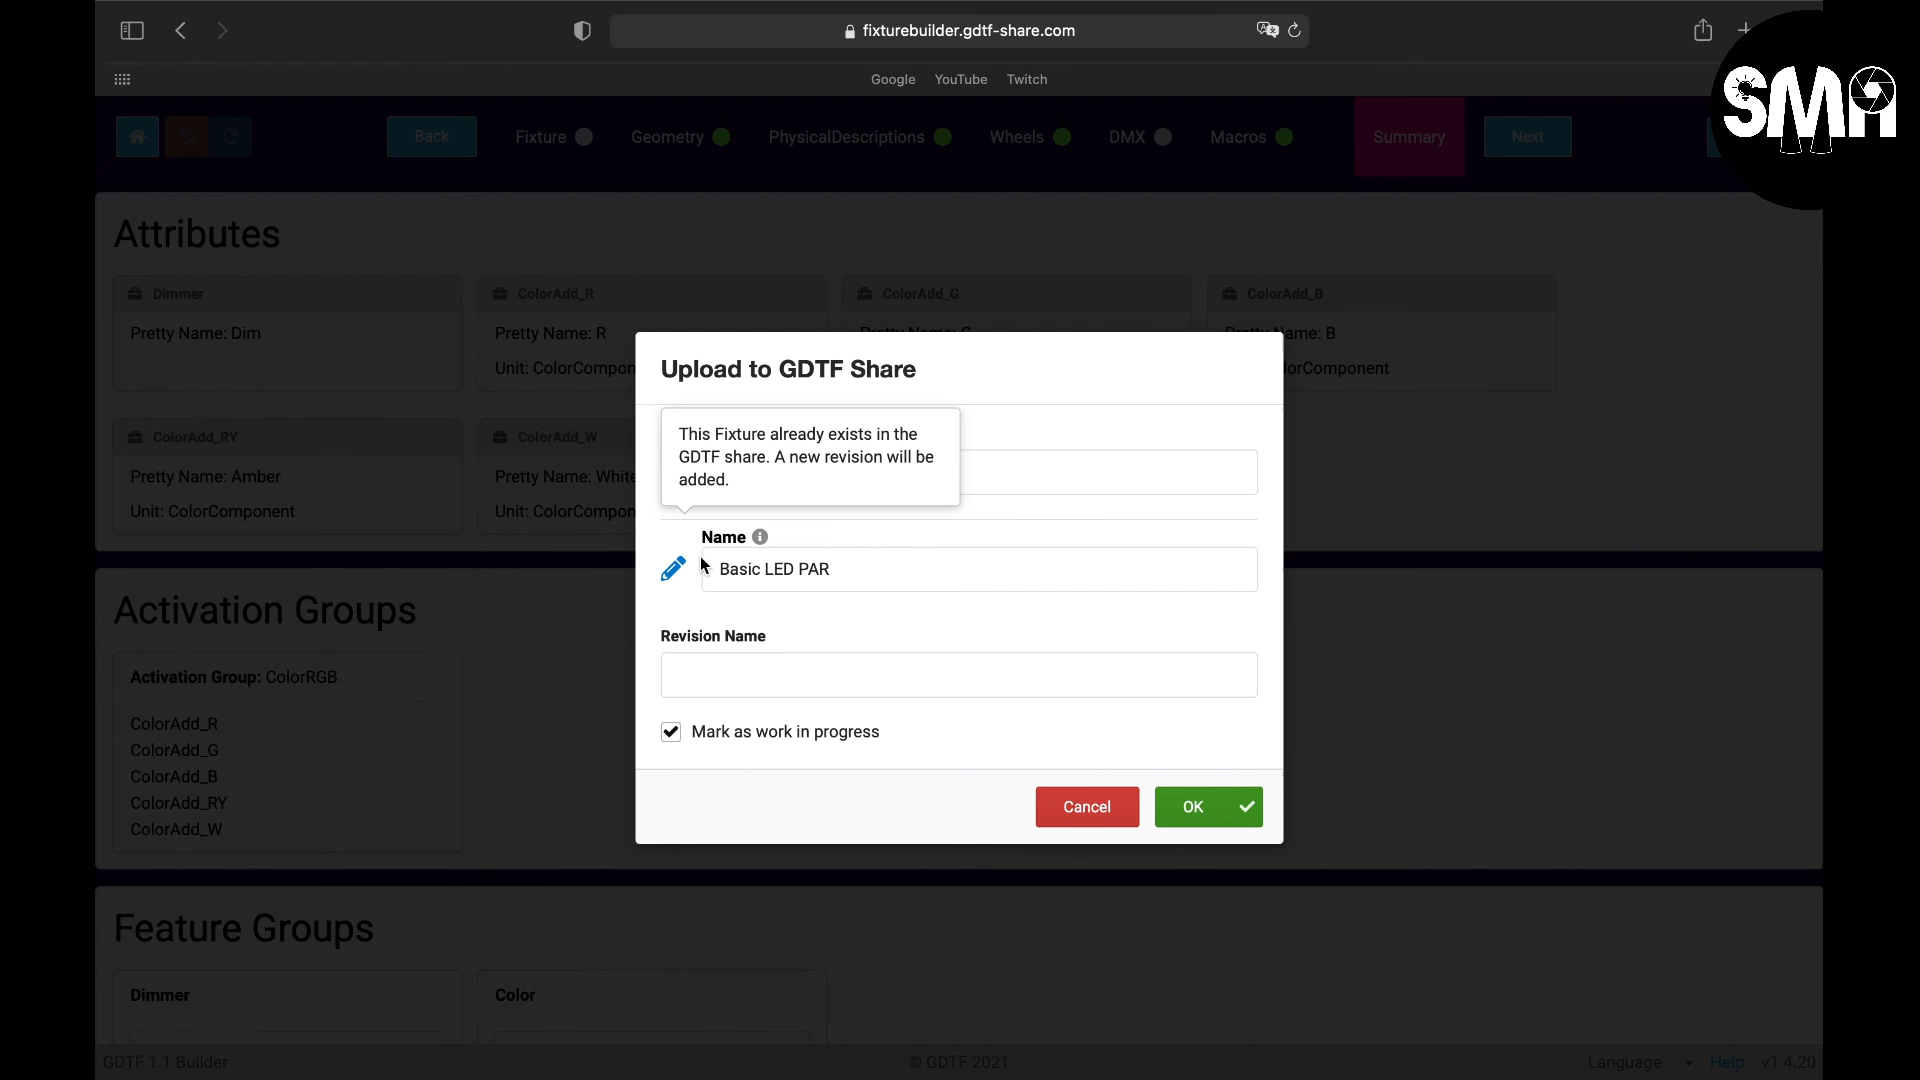 fixturebuilder.gdtf-share.com
Google YouTube Twitch
SMH
Back Fixture Geometry PhysicalDescriptions Wheels DMX Macros Summary Next
Attributes
Dimmer ColorAdd_R ColorAdd_G ColorAdd_B
Pretty Name: Dim Pretty Name: R Name: B
Unit: ColorCompon lorComponent
Upload to GDTF Share
This Fixture already exists in the
GDTF share. A new revision will be
added.
ColorAdd_RY ColorAdd_W
Pretty Name: Amber Pretty Name: White
Unit: ColorComponent Unit: ColorCompon
Name
Basic LED PAR
Revision Name
Mark as work in progress
Cancel OK
Activation Groups
Activation Group: ColorRGB
ColorAdd_R
ColorAdd_G
ColorAdd_B
ColorAdd_RY
ColorAdd_W
Feature Groups
Dimmer Color
GDTF 1.1 Builder © GDTF 2021 Language Help v1.4.20